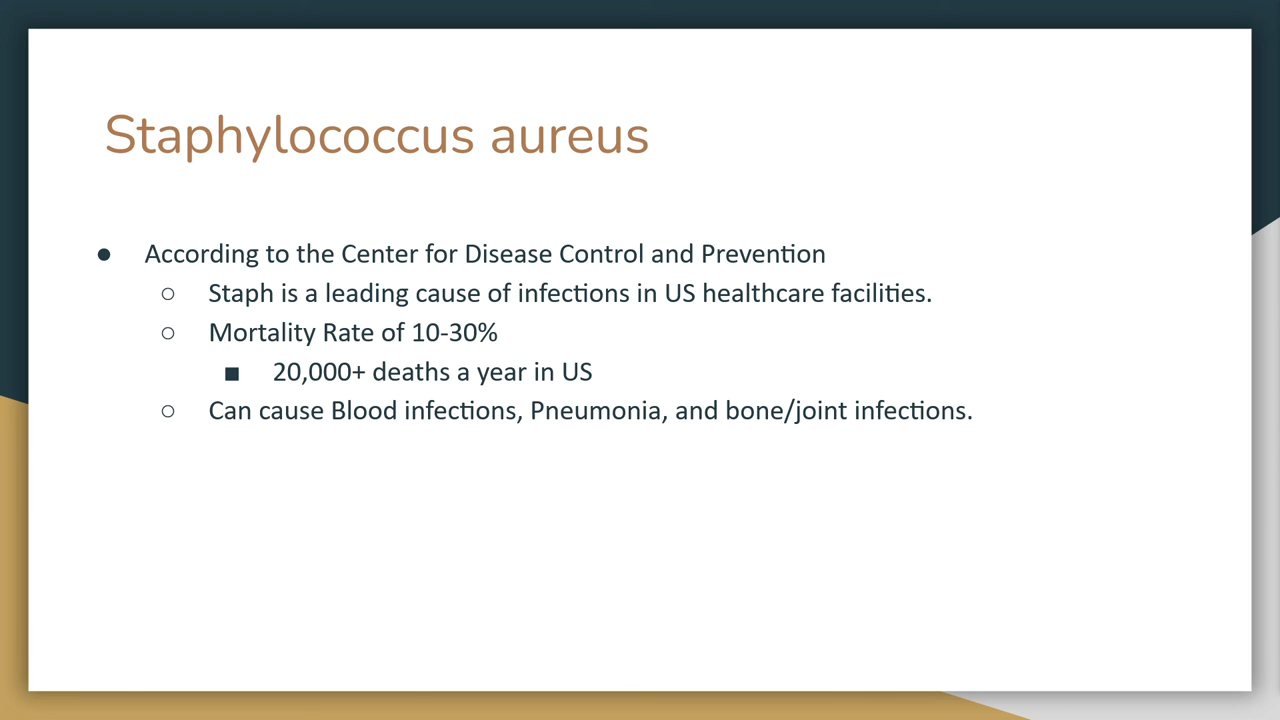 Staphylococcus aureus
● According to the Center for Disease Control and Prevention
○ Staph is a leading cause of infections in US healthcare facilities.
○ Mortality Rate of 10-30%
■ 20,000+ deaths a year in US
○ Can cause Blood infections, Pneumonia, and bone/joint infections.